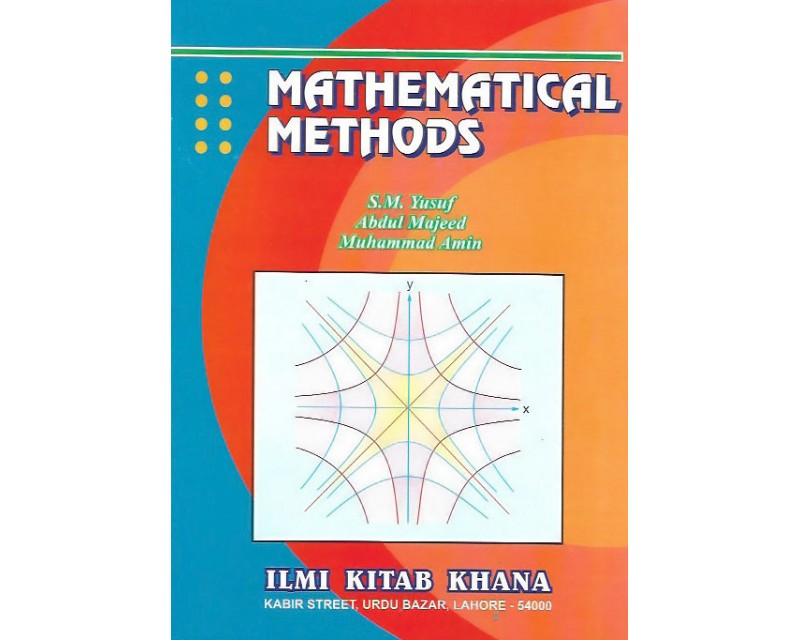 MATHEMATICAL
METHODS
S.M. Yusuf
Abdul Majeed
Muhammad Amin
y
x
ILMI KITAB KHANA
KABIR STREET, URDU BAZAR, LAHORE - 54000